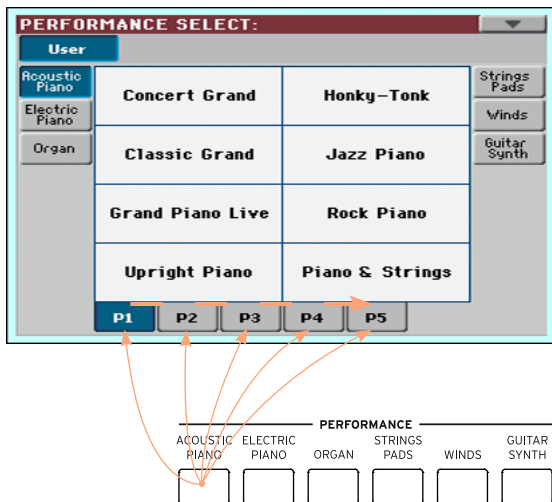 PERFORMANCE SELECT:
User
Acoustic
Piano
Electric
Piano
Organ
Concert Grand
Honky-Tonk
Classic Grand
Jazz Piano
Grand Piano Live
Rock Piano
Upright Piano
Piano & Strings
Strings
Pads
Winds
Guitar
Synth
P1 P2 P3 P4 P5
PERFORMANCE
ACOUSTIC
PIANO
ELECTRIC
PIANO
ORGAN
STRINGS
PADS
WINDS
GUITAR
SYNTH